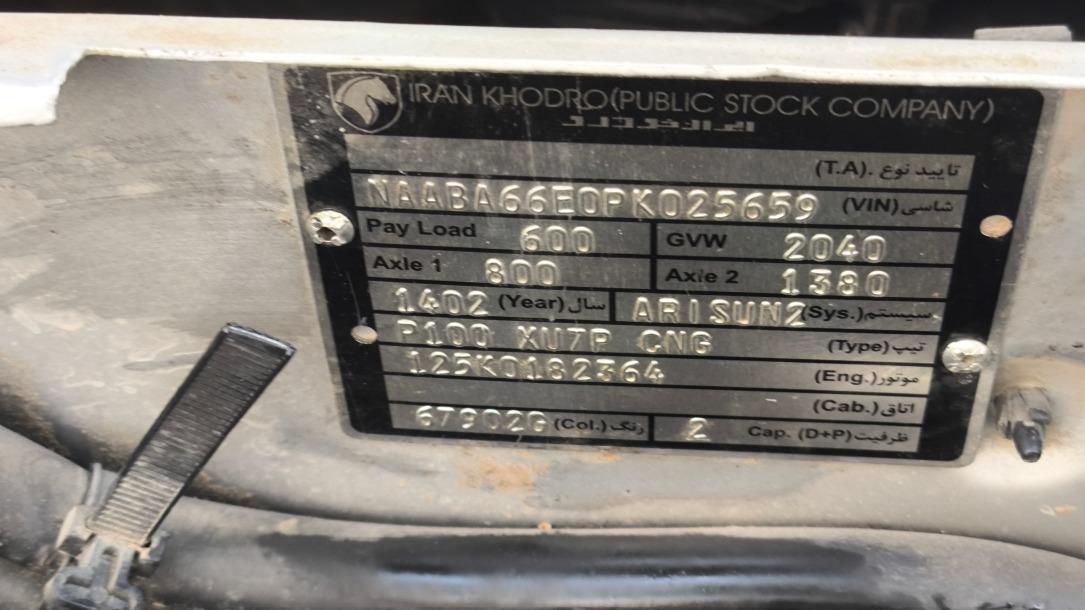 IRAN KHODRO(PUBLIC STOCK COMPANY)
ایران خودرو
تایید نوع .(T.A)
NAABA66E0PK025659 شاسی(VIN)
Pay Load 600 GVW 2040
Axle 1 800 Axle 2 1380
1402 سال(Year) ARISUN2 سیستم(Sys.)
P100 XU7P CNG تیپ(Type)
125K0182364 موتور(Eng.)
اتاق(Cab.)
67902G رنگ(Col.) 2 ظرفیت Cap. (D+P)